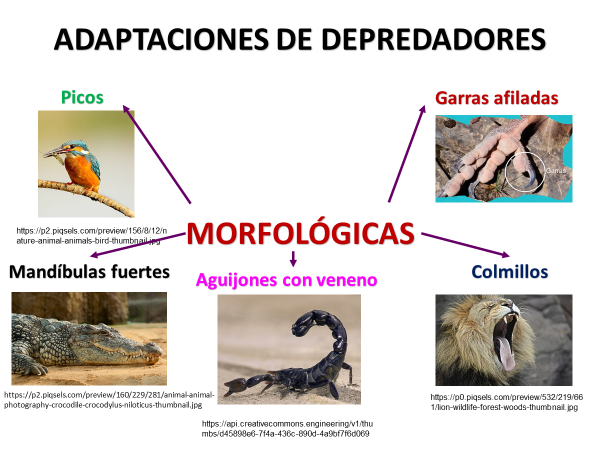 ADAPTACIONES DE DEPREDADORES
Picos
Garras afiladas
Garras
https://p2.piqsels.com/preview/156/8/12/n
ature-animal-animals-bird-thumbnail.jpg
MORFOLÓGICAS
Mandíbulas fuertes
Aguijones con veneno
Colmillos
https://p2.piqsels.com/preview/160/229/281/animal-animal-
photography-crocodile-crocodylus-niloticus-thumbnail.jpg
https://p0.piqsels.com/preview/532/219/66
1/lion-wildlife-forest-woods-thumbnail.jpg
https://api.creativecommons.engineering/v1/thu
mbs/d45898e6-7f4a-436c-890d-4a9bf7f6d069